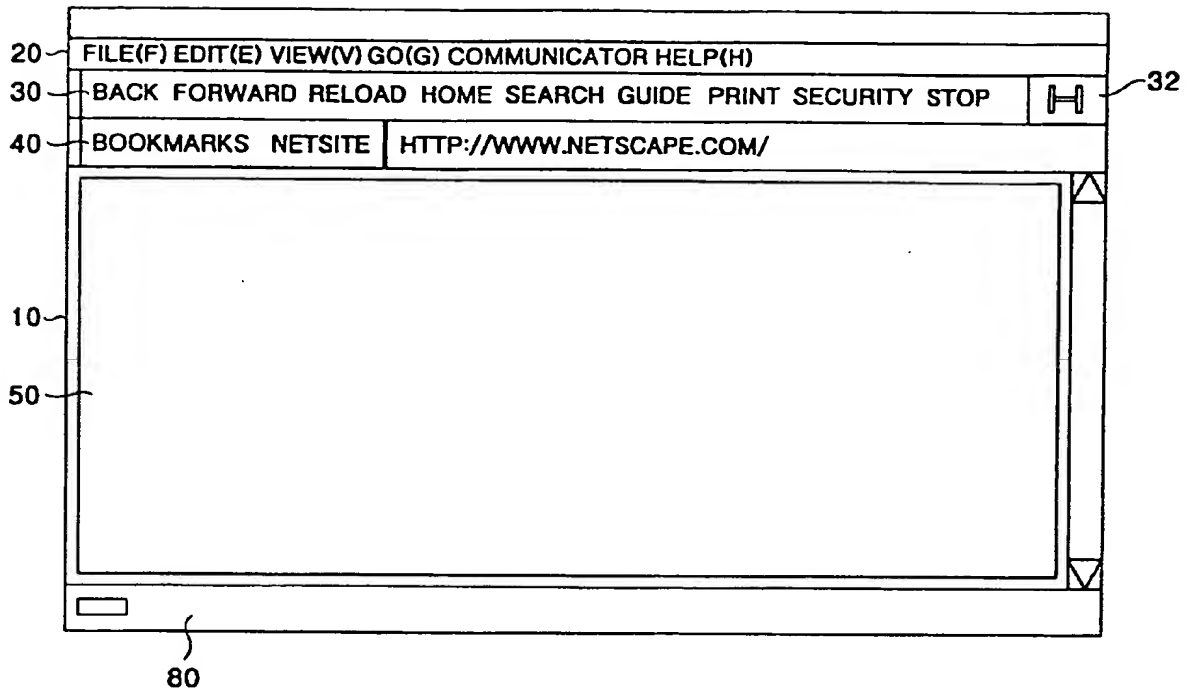 20 FILE(F) EDIT(E) VIEW(V) GO(G) COMMUNICATOR HELP(H)
30 BACK FORWARD RELOAD HOME SEARCH GUIDE PRINT SECURITY STOP 32
40 BOOKMARKS NETSITE HTTP://WWW.NETSCAPE.COM/
10
50
80